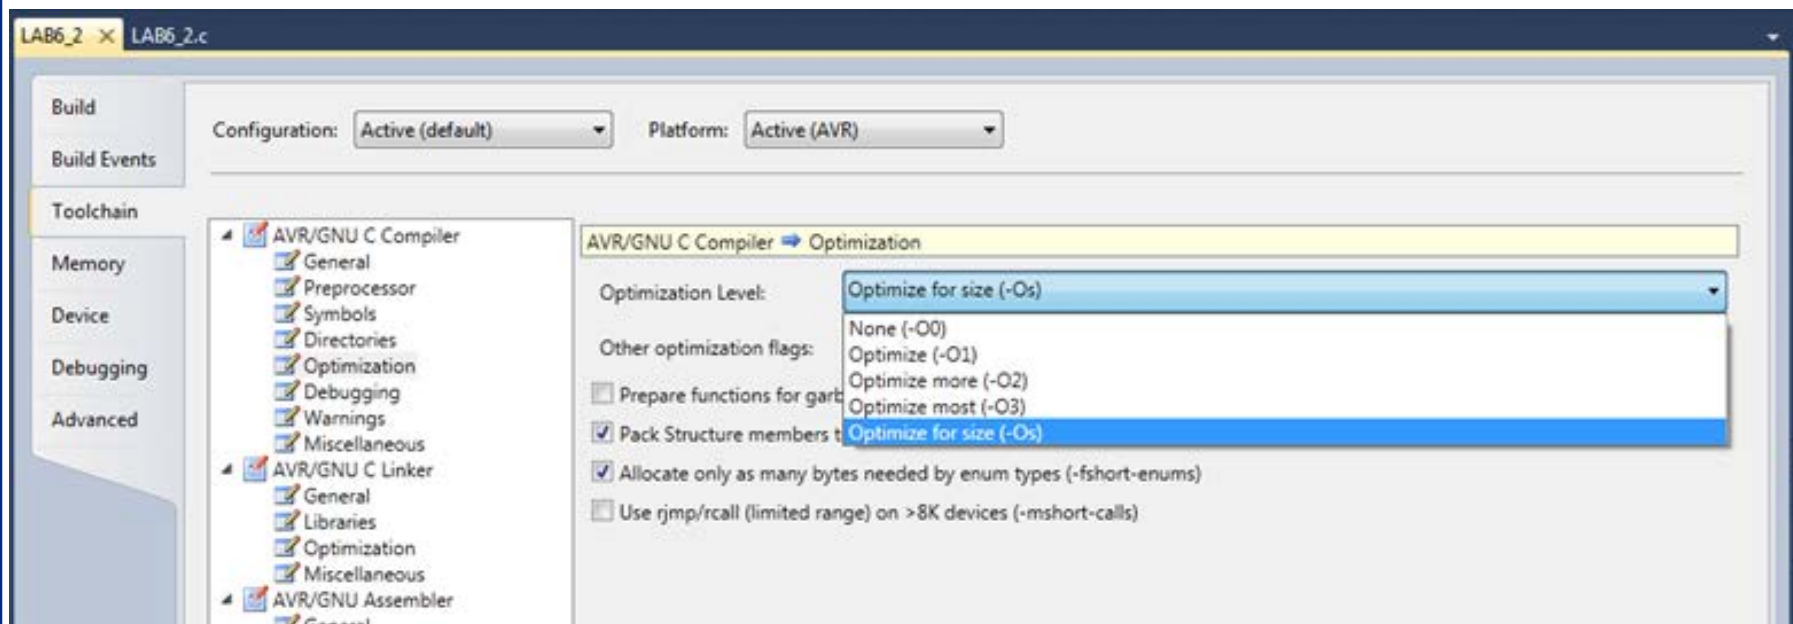 LAB6_2 × LAB6_2.c
Build
Build Events
Toolchain
Memory
Device
Debugging
Advanced
Configuration: Active (default) Platform: Active (AVR)
AVR/GNU C Compiler
General
Preprocessor
Symbols
Directories
Optimization
Debugging
Warnings
Miscellaneous
AVR/GNU C Linker
General
Libraries
Optimization
Miscellaneous
AVR/GNU Assembler
General
AVR/GNU C Compiler ➡ Optimization
Optimization Level: Optimize for size (-Os)
None (-O0)
Optimize (-O1)
Optimize more (-O2)
Optimize most (-O3)
Optimize for size (-Os)
Other optimization flags:
Prepare functions for garb
Pack Structure members t
Allocate only as many bytes needed by enum types (-fshort-enums)
Use rjmp/rcall (limited range) on >8K devices (-mshort-calls)